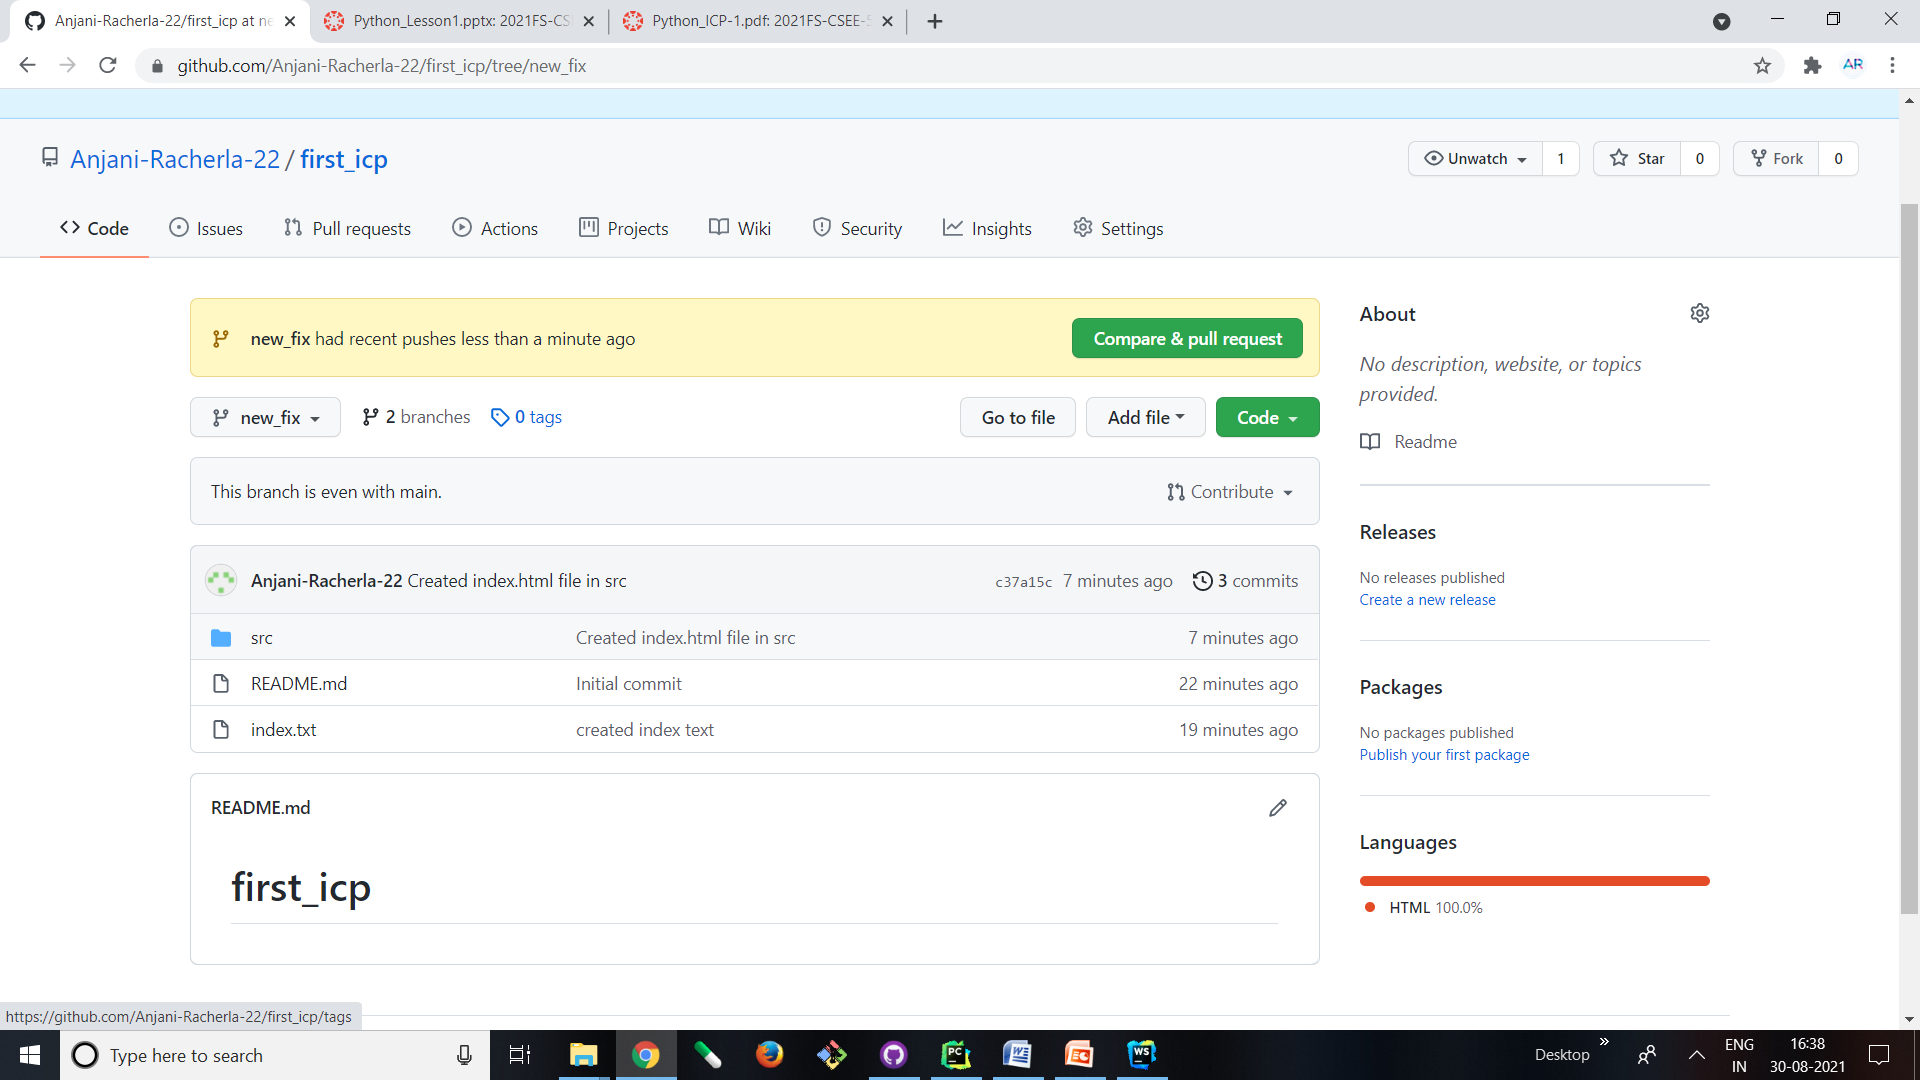 Anjani-Racherla-22/first_icp at ne
Python_Lesson1.pptx: 2021FS-CS
Python_ICP-1.pdf: 2021FS-CSEE-5
github.com/Anjani-Racherla-22/first_icp/tree/new_fix
AR
Anjani-Racherla-22 / first_icp
Unwatch 1
Star 0
Fork 0
Code Issues Pull requests Actions Projects Wiki Security Insights Settings
new_fix had recent pushes less than a minute ago
Compare & pull request
new_fix 2 branches 0 tags
Go to file Add file Code
This branch is even with main.
Contribute
Anjani-Racherla-22 Created index.html file in src c37a15c 7 minutes ago 3 commits
src Created index.html file in src 7 minutes ago
README.md Initial commit 22 minutes ago
index.txt created index text 19 minutes ago
README.md
first_icp
About
No description, website, or topics
provided.
Readme
Releases
No releases published
Create a new release
Packages
No packages published
Publish your first package
Languages
HTML 100.0%
https://github.com/Anjani-Racherla-22/first_icp/tags
Type here to search
PC
WS
Desktop
ENG
IN
16:38
30-08-2021